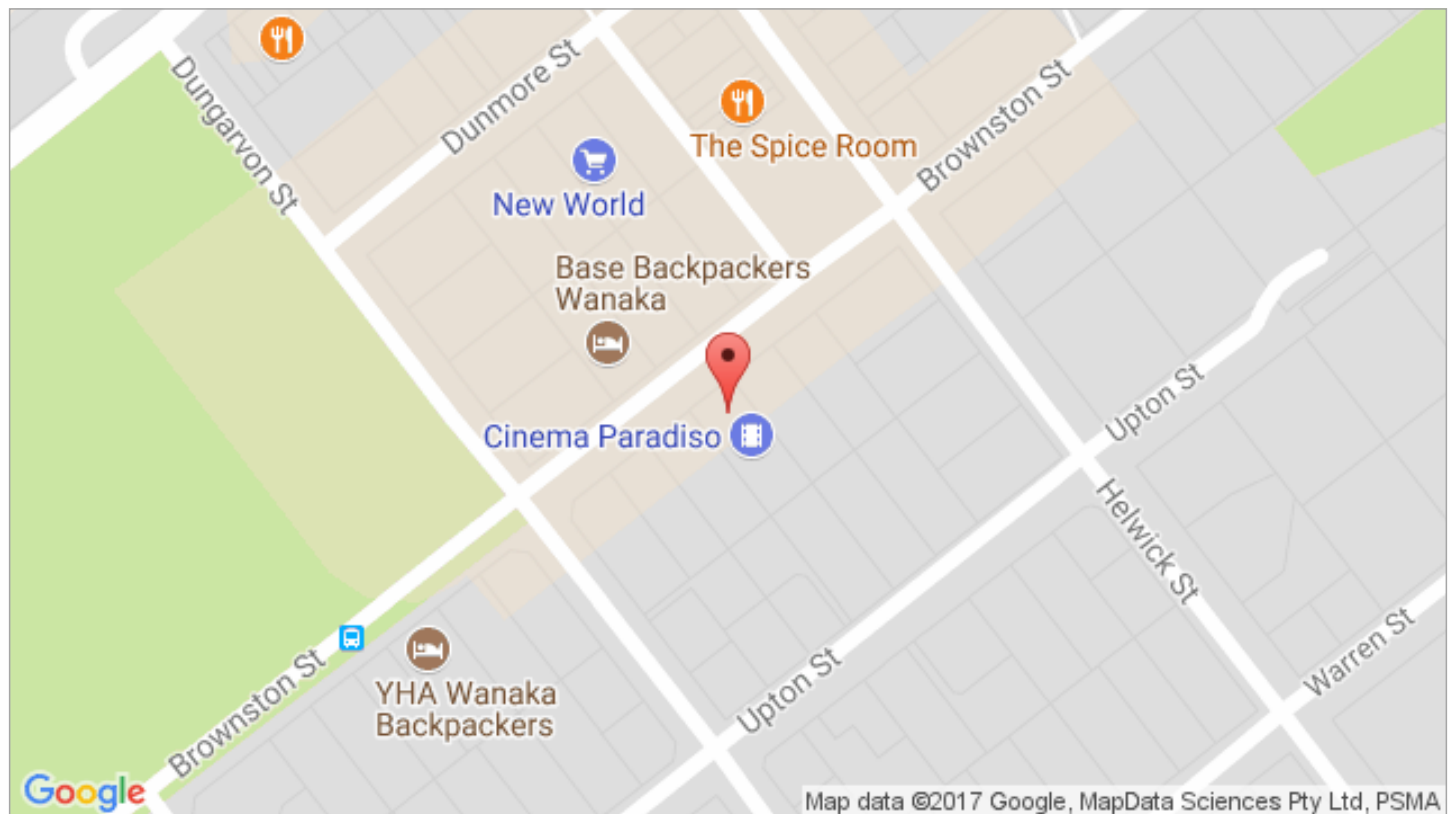 Dungarvon St
Dunmore St
The Spice Room
Brownston St
New World
Base Backpackers
Wanaka
Cinema Paradiso
Upton St
Helwick St
Warren St
YHA Wanaka
Backpackers
Brownston St
Upton St
Google
Map data ©2017 Google, MapData Sciences Pty Ltd, PSMA